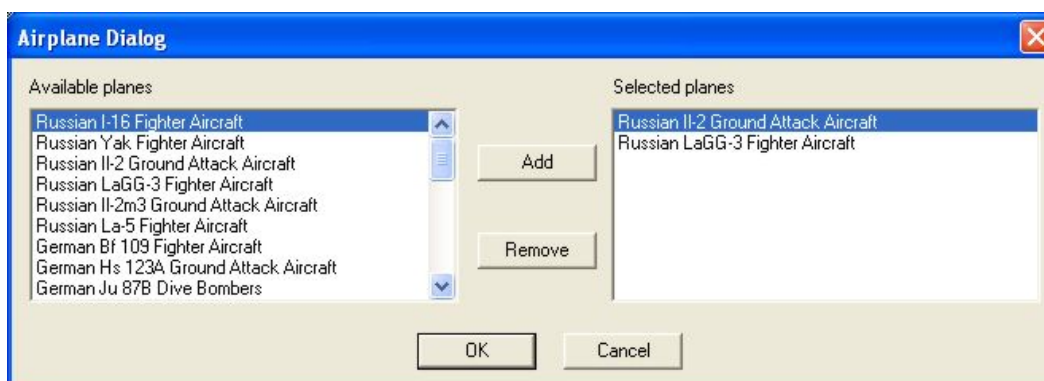 Airplane Dialog
Available planes
Russian I-16 Fighter Aircraft
Russian Yak Fighter Aircraft
Russian Il-2 Ground Attack Aircraft
Russian LaGG-3 Fighter Aircraft
Russian Il-2m3 Ground Attack Aircraft
Russian La-5 Fighter Aircraft
German Bf 109 Fighter Aircraft
German Hs 123A Ground Attack Aircraft
German Ju 87B Dive Bombers
Add
Remove
Selected planes
Russian Il-2 Ground Attack Aircraft
Russian LaGG-3 Fighter Aircraft
OK
Cancel